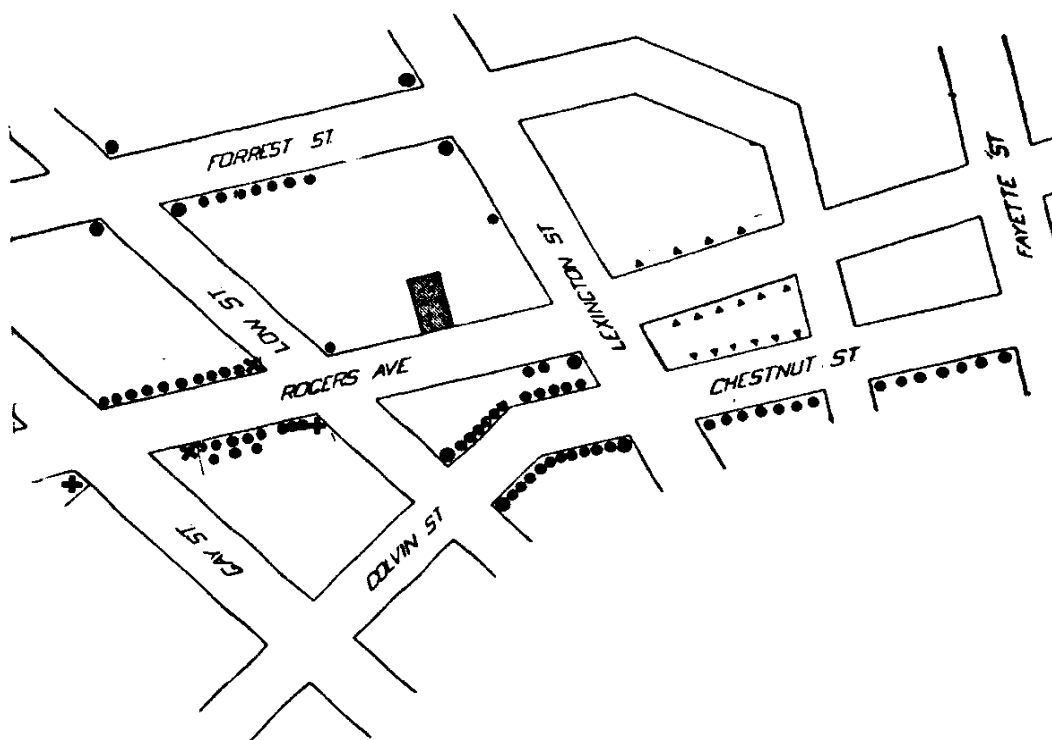 FORREST ST.
FAYETTE ST
LEXINGTON ST
LOW ST
ROGERS AVE
CHESTNUT ST.
GAY ST.
COLVIN ST